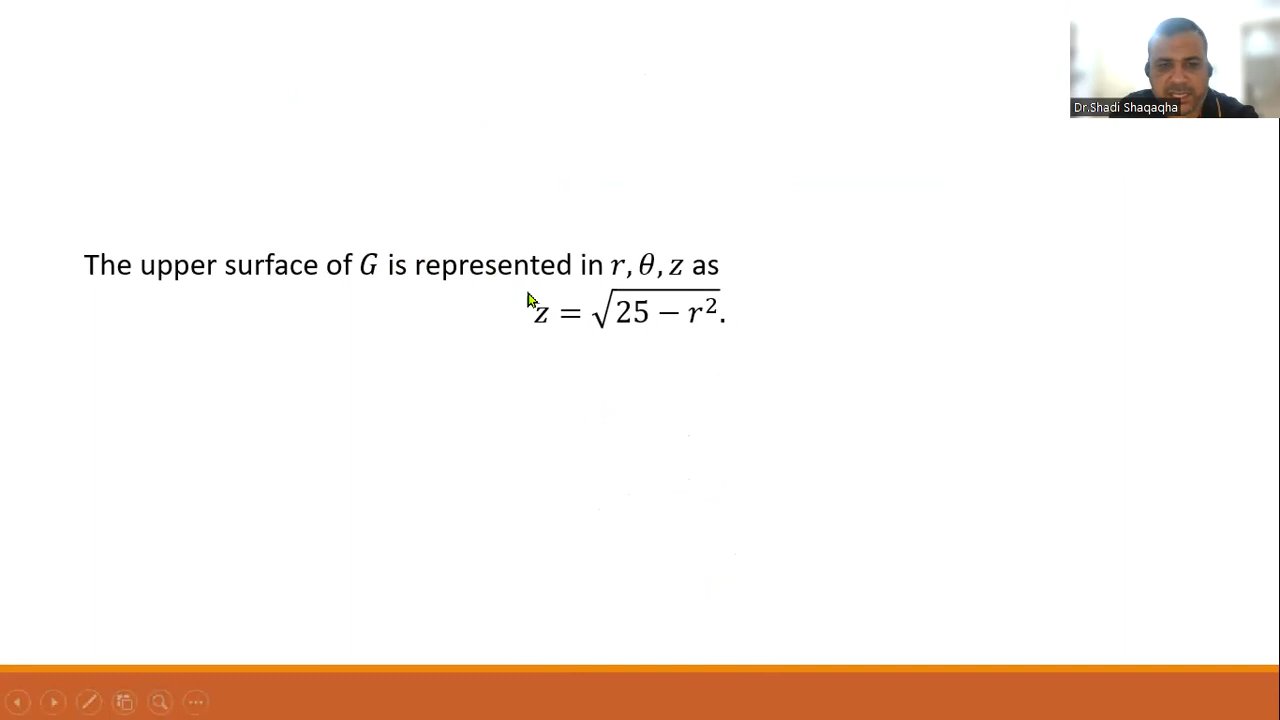 Dr.Shadi Shaqaqha
The upper surface of G is represented in r, θ, z as
z = √(25 − r²).